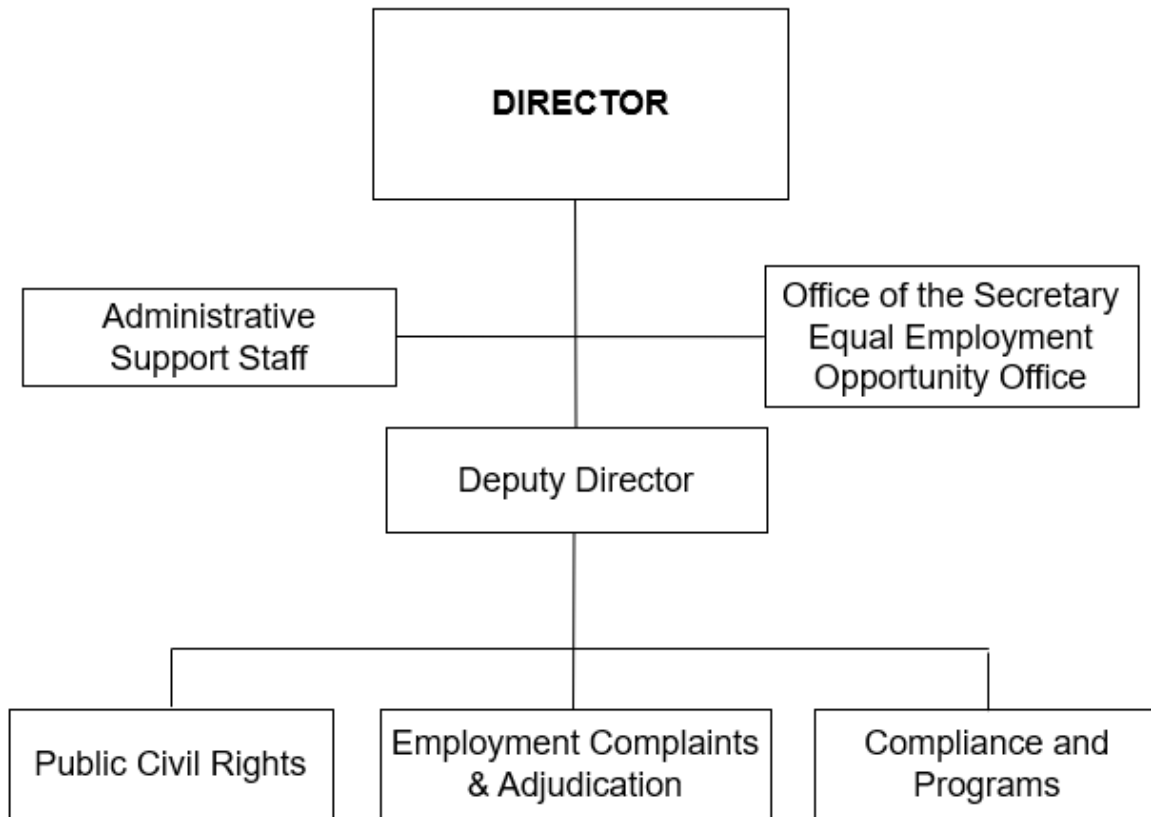 DIRECTOR
Administrative
Support Staff
Office of the Secretary
Equal Employment
Opportunity Office
Deputy Director
Public Civil Rights
Employment Complaints
& Adjudication
Compliance and
Programs